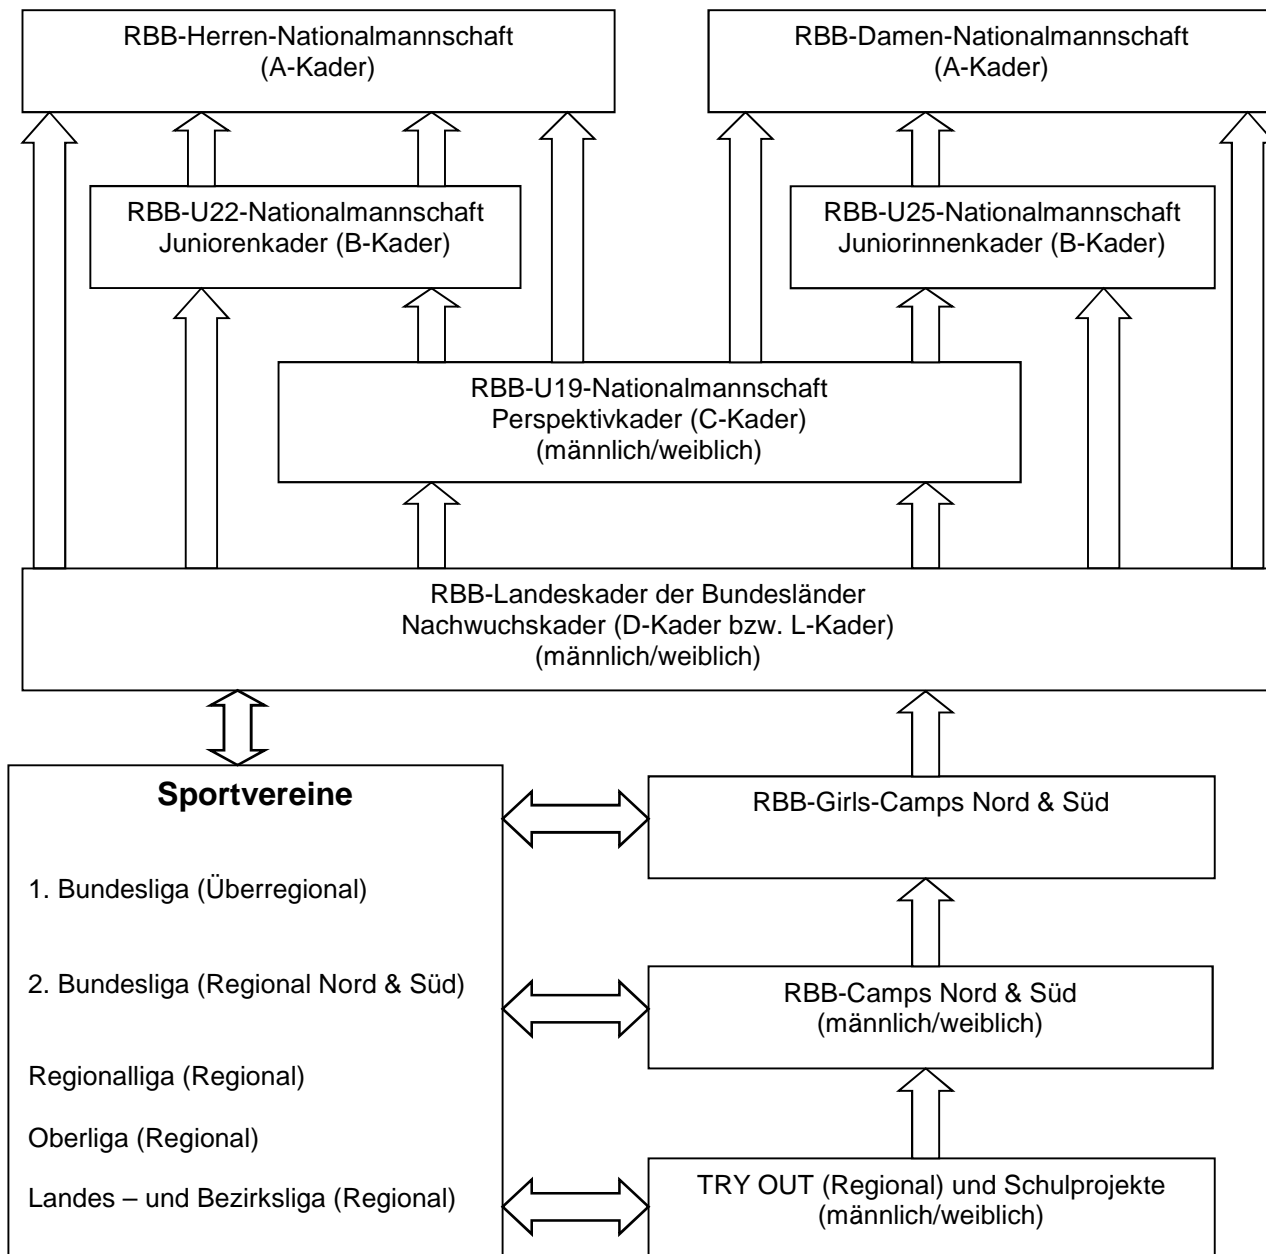 RBB-Herren-Nationalmannschaft
(A-Kader)
RBB-Damen-Nationalmannschaft
(A-Kader)
RBB-U22-Nationalmannschaft
Juniorenkader (B-Kader)
RBB-U25-Nationalmannschaft
Juniorinnenkader (B-Kader)
RBB-U19-Nationalmannschaft
Perspektivkader (C-Kader)
(männlich/weiblich)
RBB-Landeskader der Bundesländer
Nachwuchskader (D-Kader bzw. L-Kader)
(männlich/weiblich)
Sportvereine
1. Bundesliga (Überregional)
2. Bundesliga (Regional Nord & Süd)
Regionalliga (Regional)
Oberliga (Regional)
Landes – und Bezirksliga (Regional)
RBB-Girls-Camps Nord & Süd
RBB-Camps Nord & Süd
(männlich/weiblich)
TRY OUT (Regional) und Schulprojekte
(männlich/weiblich)